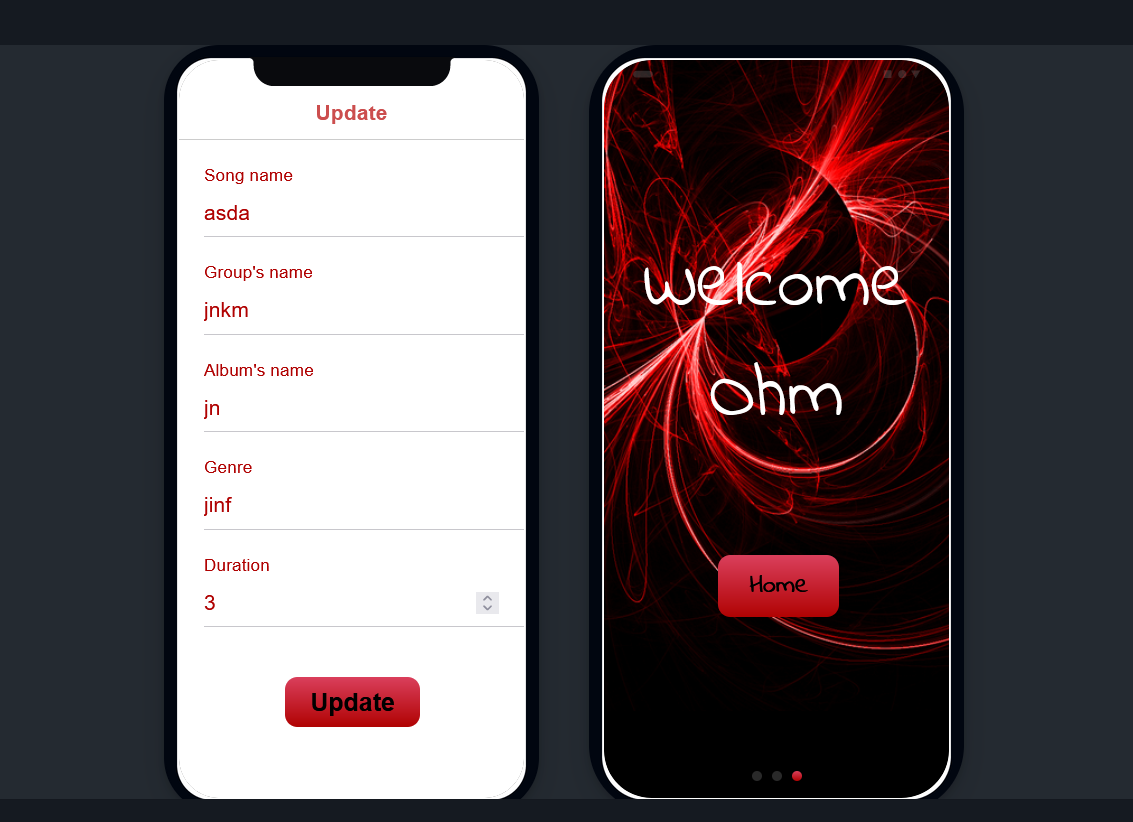 Update
Song name
asda
Group's name
jnkm
Album's name
jn
Genre
jinf
Duration
3
Update
welcome
ohm
Home